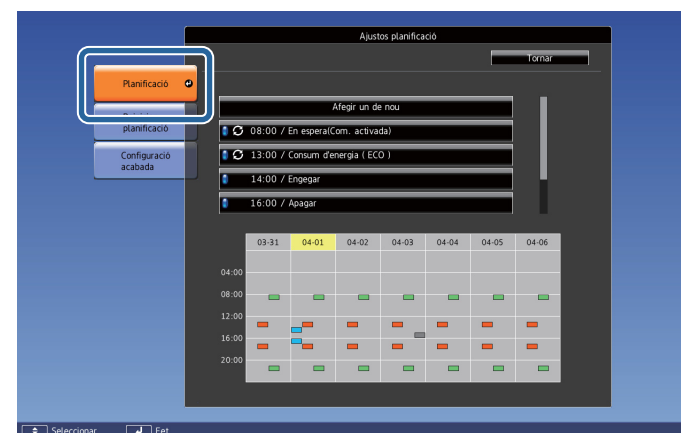 Ajustos planificació
Tornar
Planificació
planificació
Configuració
acabada
Afegir un de nou
08:00 / En espera(Com. activada)
13:00 / Consum d'energia ( ECO )
14:00 / Engegar
16:00 / Apagar
03-31 04-01 04-02 04-03 04-04 04-05 04-06
04:00
08:00
12:00
16:00
20:00
Seleccionar Fet